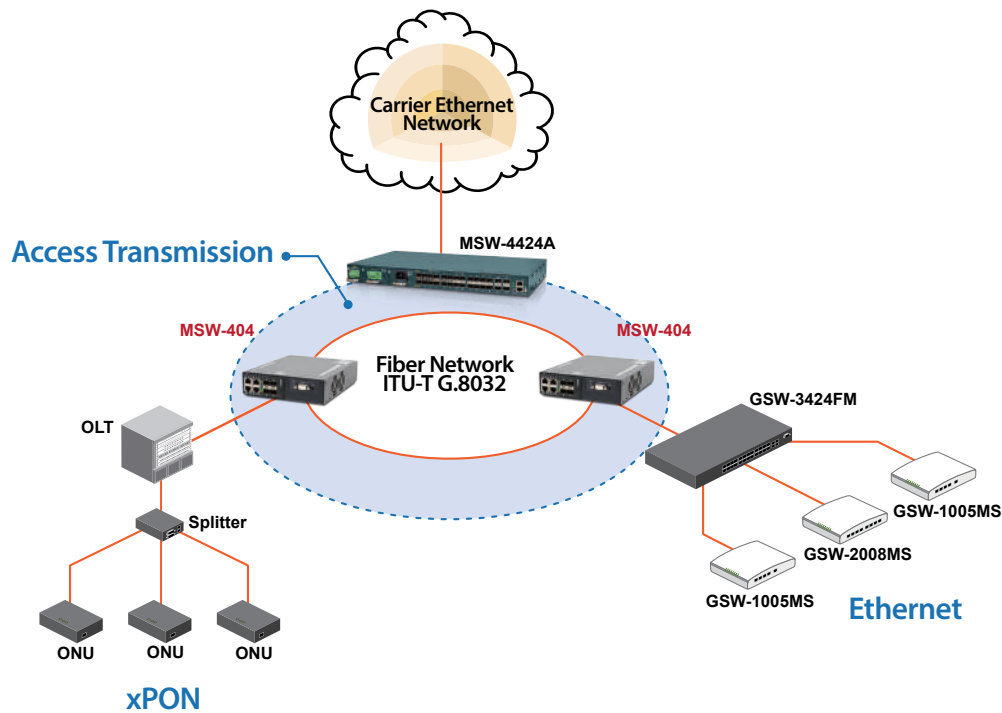 Carrier Ethernet
Network
MSW-4424A
Access Transmission
MSW-404
MSW-404
Fiber Network
ITU-T G.8032
GSW-3424FM
OLT
Splitter
GSW-1005MS
GSW-2008MS
GSW-1005MS
Ethernet
ONU
ONU
ONU
xPON